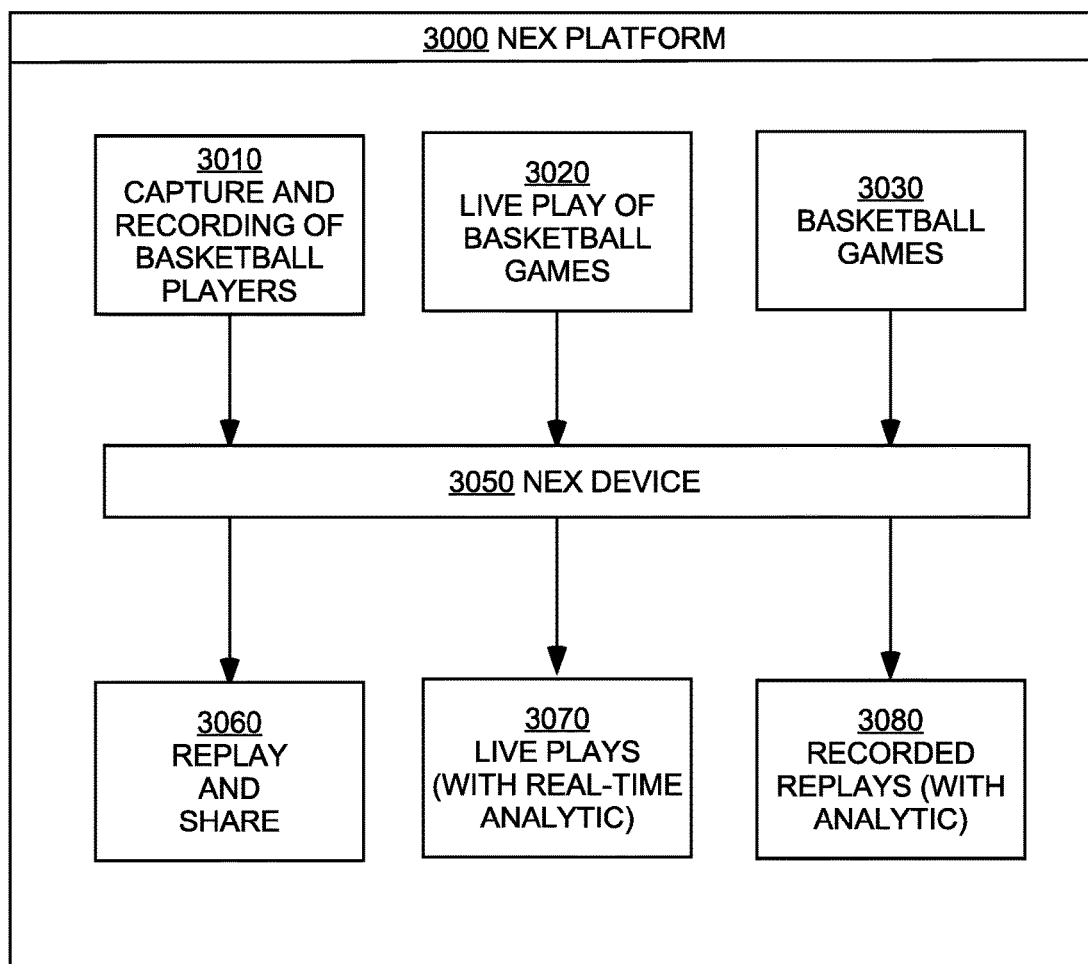 3000 NEX PLATFORM
3010
CAPTURE AND
RECORDING OF
BASKETBALL
PLAYERS
3020
LIVE PLAY OF
BASKETBALL
GAMES
3030
BASKETBALL
GAMES
3050 NEX DEVICE
3060
REPLAY
AND
SHARE
3070
LIVE PLAYS
(WITH REAL-TIME
ANALYTIC)
3080
RECORDED
REPLAYS (WITH
ANALYTIC)